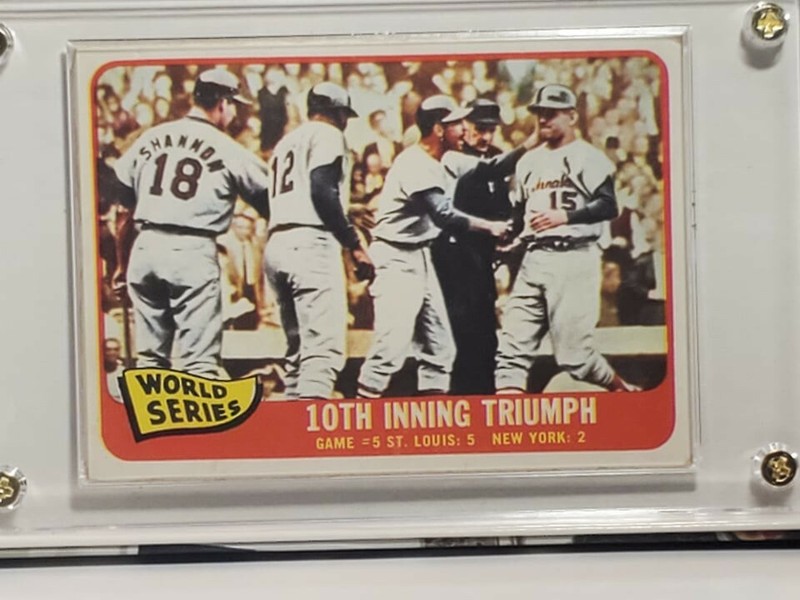 SHANNON
18
12
15
WORLD
SERIES
10TH INNING TRIUMPH
GAME =5 ST. LOUIS: 5 NEW YORK: 2